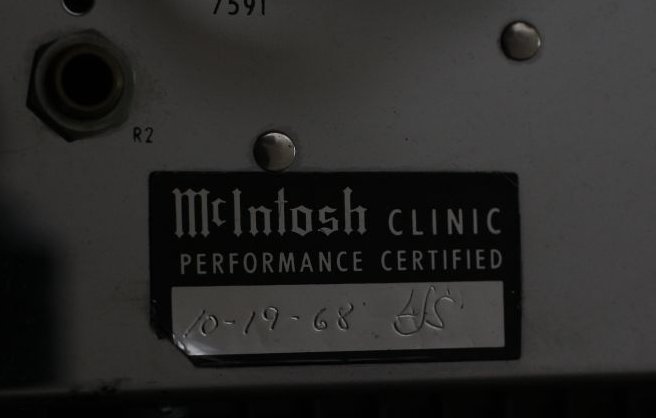 7591
R2
McIntosh CLINIC
PERFORMANCE CERTIFIED
10-19-68